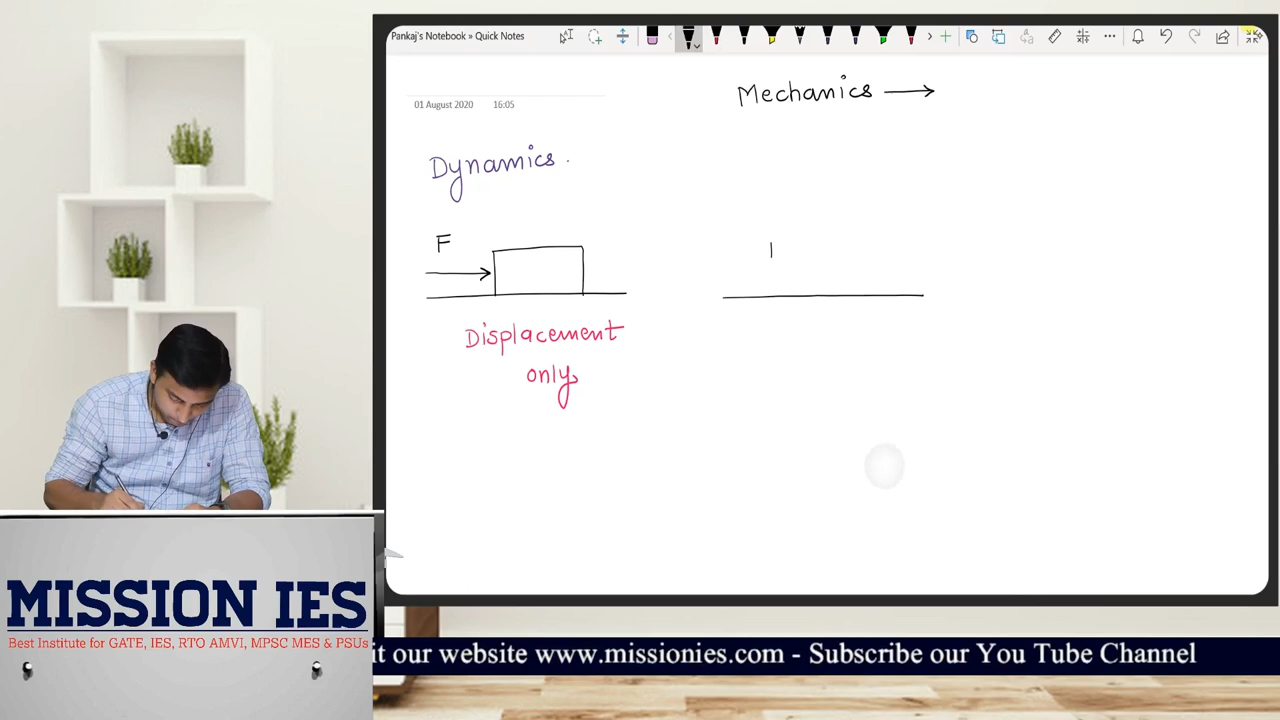 Pankaj's Notebook » Quick Notes
Mechanics →
01 August 2020 16:05
Dynamics.
F
Displacement
only
MISSION IES
Best Institute for GATE, IES, RTO AMVI, MPSC MES & PSUs
it our website www.missionies.com - Subscribe our You Tube Channel